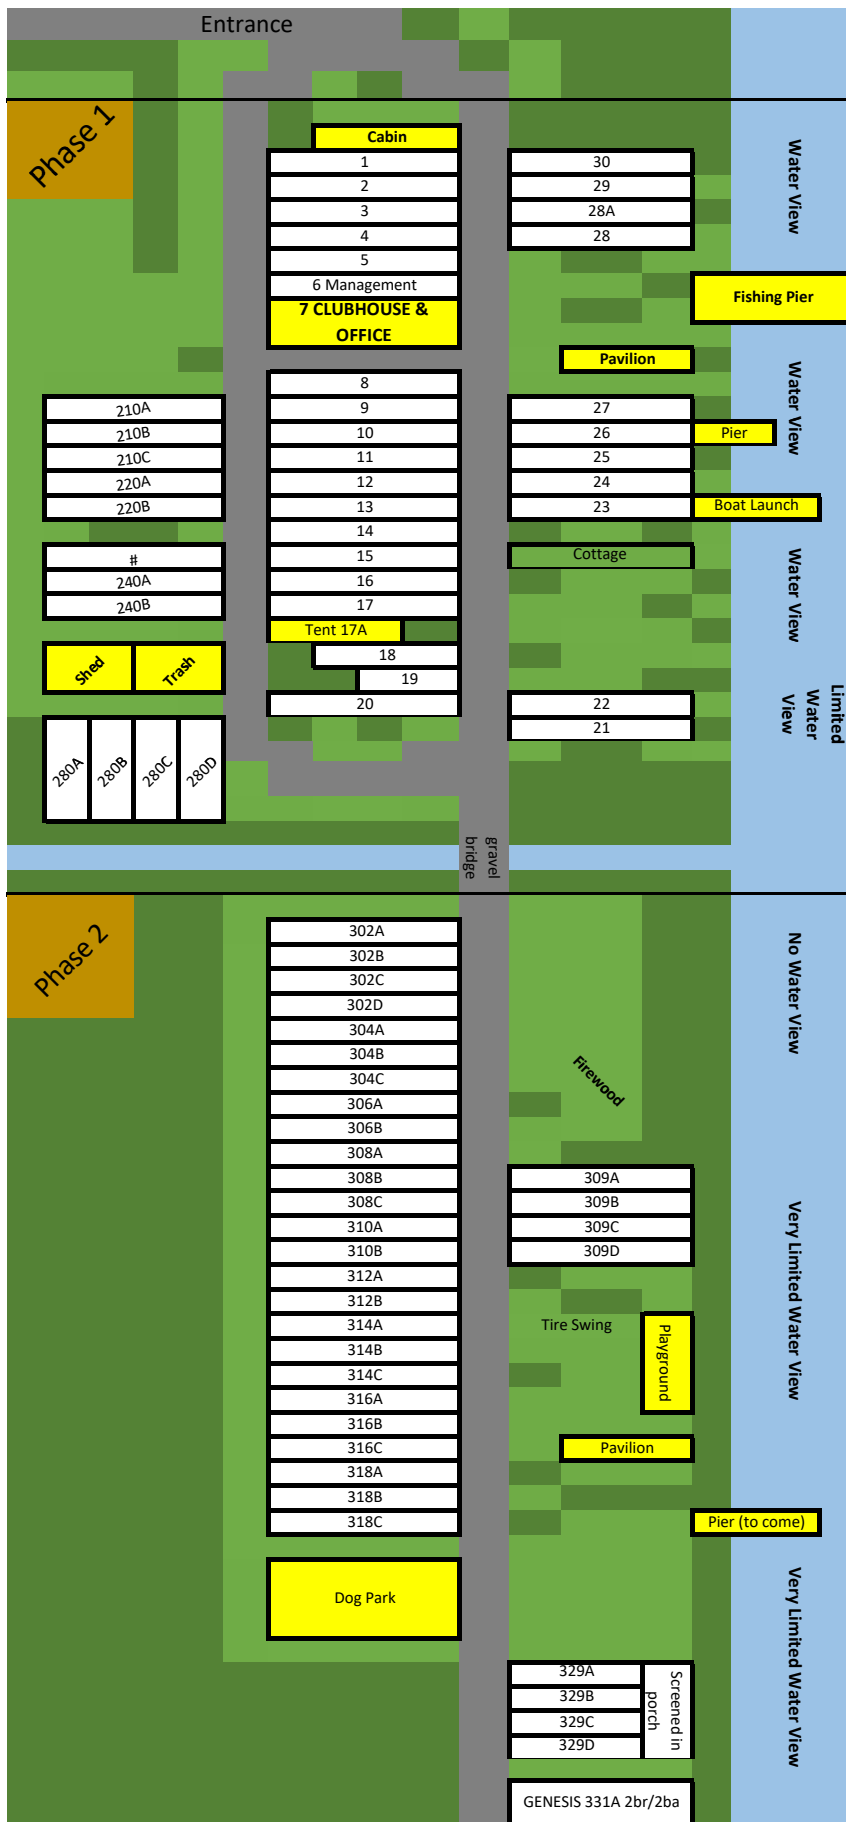 Entrance
Phase 1
Cabin
1
2
3
4
5
6 Management
7 CLUBHOUSE &
OFFICE
30
29
28A
28
Water View
Fishing Pier
Pavilion
8
9
10
11
12
13
14
15
16
17
Tent 17A
18
19
20
210A
210B
210C
220A
220B
#
240A
240B
Shed
Trash
280A
280B
280C
280D
27
26
25
24
23
Pier
Boat Launch
Water View
Cottage
Water View
22
21
Limited
Water
View
gravel
bridge
Phase 2
302A
302B
302C
302D
304A
304B
304C
306A
306B
308A
308B
308C
310A
310B
312A
312B
314A
314B
314C
316A
316B
316C
318A
318B
318C
Dog Park
No Water View
Firewood
309A
309B
309C
309D
Very Limited Water View
Tire Swing
Playground
Pavilion
Pier (to come)
Very Limited Water View
329A
329B
329C
329D
Screened in
porch
GENESIS 331A 2br/2ba